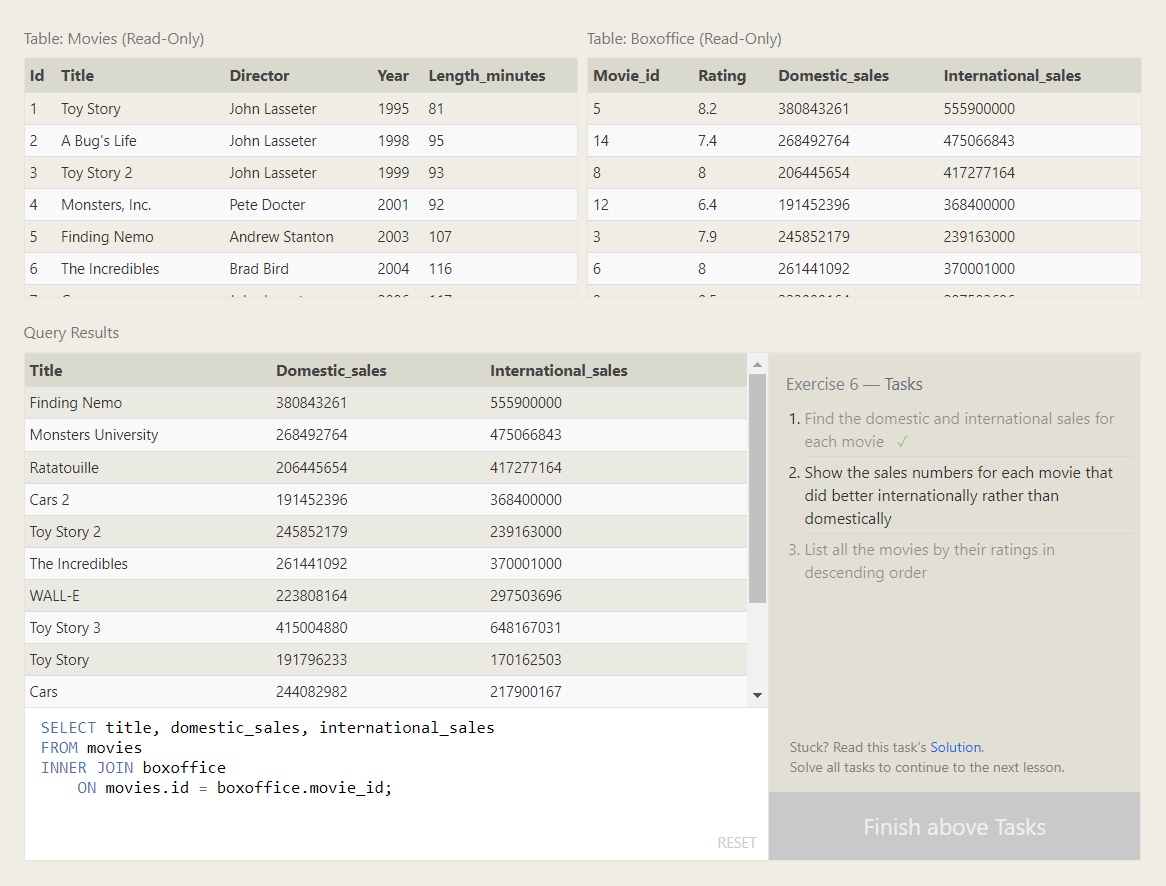 Table: Movies (Read-Only)
Id Title Director Year Length_minutes
1 Toy Story John Lasseter 1995 81
2 A Bug's Life John Lasseter 1998 95
3 Toy Story 2 John Lasseter 1999 93
4 Monsters, Inc. Pete Docter 2001 92
5 Finding Nemo Andrew Stanton 2003 107
6 The Incredibles Brad Bird 2004 116
Table: Boxoffice (Read-Only)
Movie_id Rating Domestic_sales International_sales
5 8.2 380843261 555900000
14 7.4 268492764 475066843
8 8 206445654 417277164
12 6.4 191452396 368400000
3 7.9 245852179 239163000
6 8 261441092 370001000
Query Results
Title Domestic_sales International_sales
Finding Nemo 380843261 555900000
Monsters University 268492764 475066843
Ratatouille 206445654 417277164
Cars 2 191452396 368400000
Toy Story 2 245852179 239163000
The Incredibles 261441092 370001000
WALL-E 223808164 297503696
Toy Story 3 415004880 648167031
Toy Story 191796233 170162503
Cars 244082982 217900167
SELECT title, domestic_sales, international_sales
FROM movies
INNER JOIN boxoffice
ON movies.id = boxoffice.movie_id;
RESET
Exercise 6 — Tasks
1. Find the domestic and international sales for
each movie ✓
2. Show the sales numbers for each movie that
did better internationally rather than
domestically
3. List all the movies by their ratings in
descending order
Stuck? Read this task's Solution.
Solve all tasks to continue to the next lesson.
Finish above Tasks